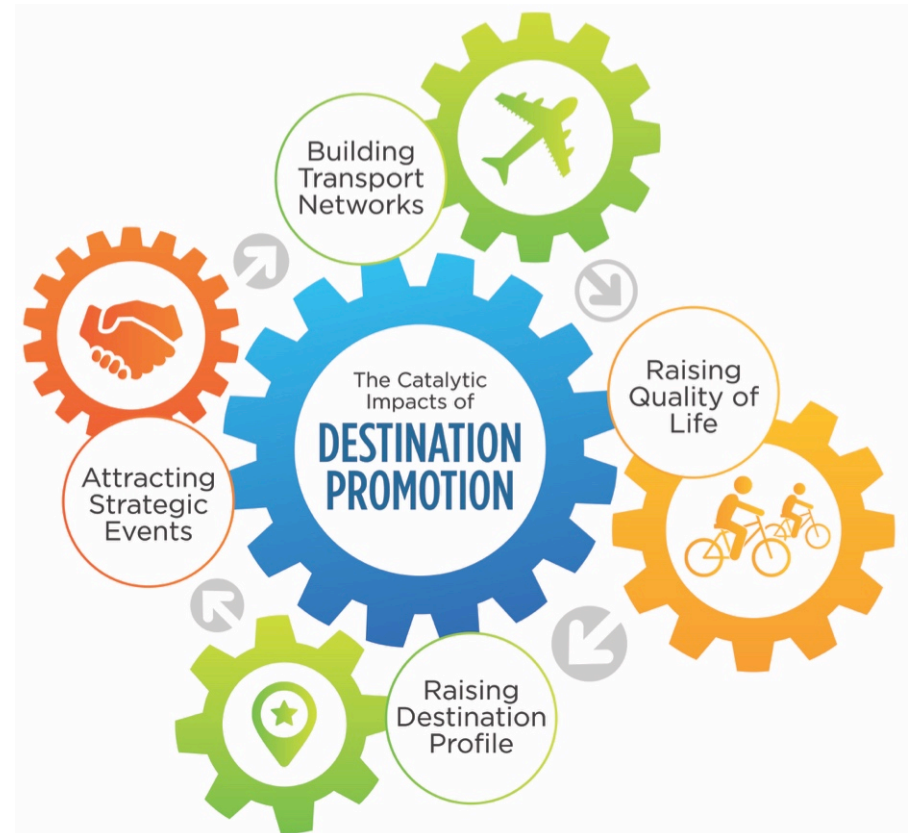 Building
Transport
Networks
The Catalytic
Impacts of
DESTINATION
PROMOTION
Raising
Quality of
Life
Attracting
Strategic
Events
Raising
Destination
Profile